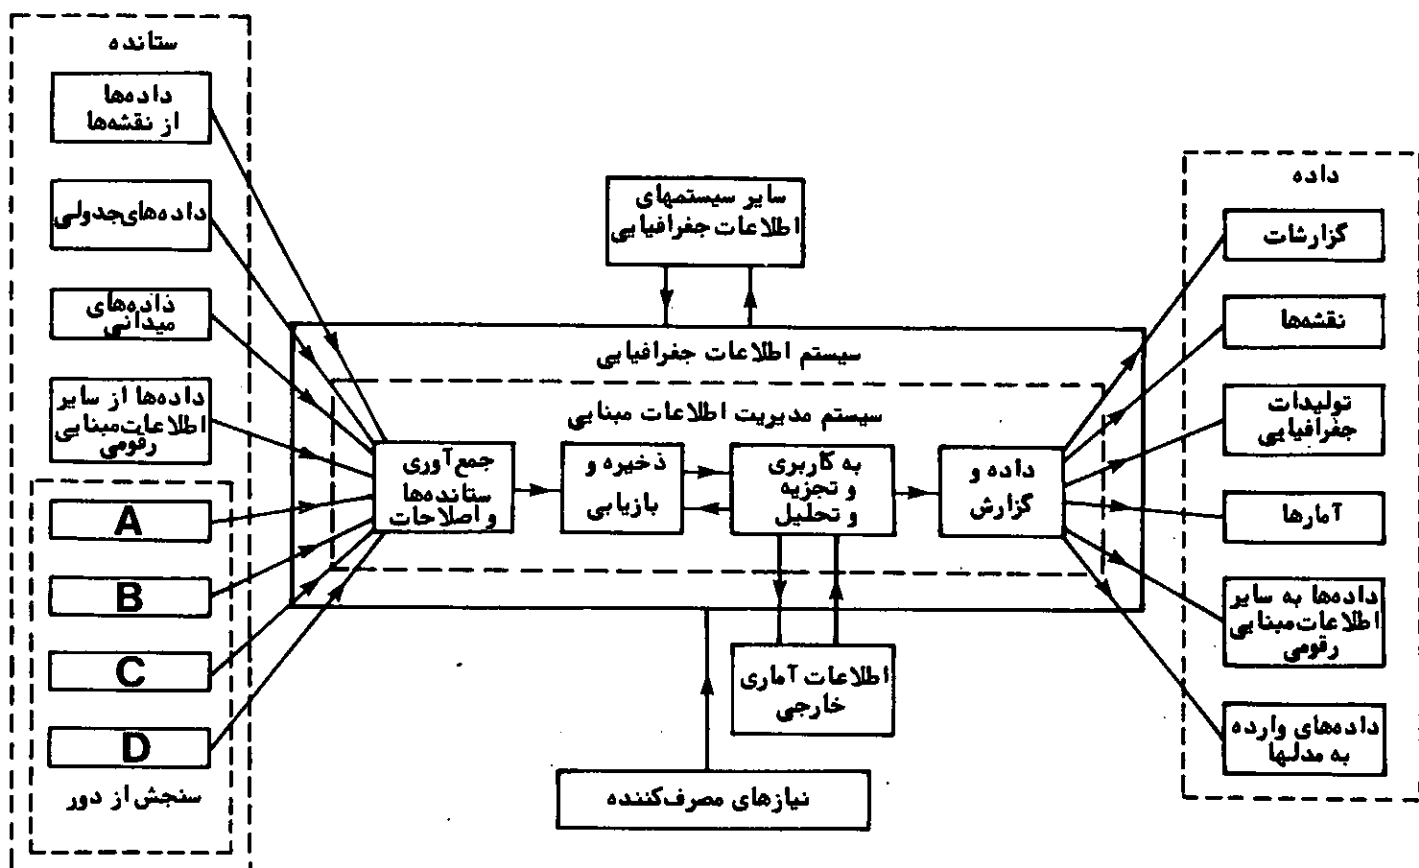 ستانده
داده‌ها
از نقشه‌ها
داده‌های‌جدولی
ذاده‌های
میدانی
داده‌ها از سایر
اطلاعات‌مبنایی
رقومی
A
B
C
D
سنجش از دور
سایر سیستمهای
اطلاعات جغرافیایی
سیستم اطلاعات جغرافیایی
سیستم مدیریت اطلاعات مبنایی
جمع‌آوری
ستانده‌ها
و اصلاحات
ذخیره و
بازیابی
به کاربری
و تجزیه
و تحلیل
داده و
گزارش
اطلاعات آماری
خارجی
نیازهای مصرف‌کننده
داده
گزارشات
نقشه‌ها
تولیدات
جغرافیایی
آمارها
داده‌ها به سایر
اطلاعات‌مبنایی
رقومی
داده‌های وارده
به مدلها